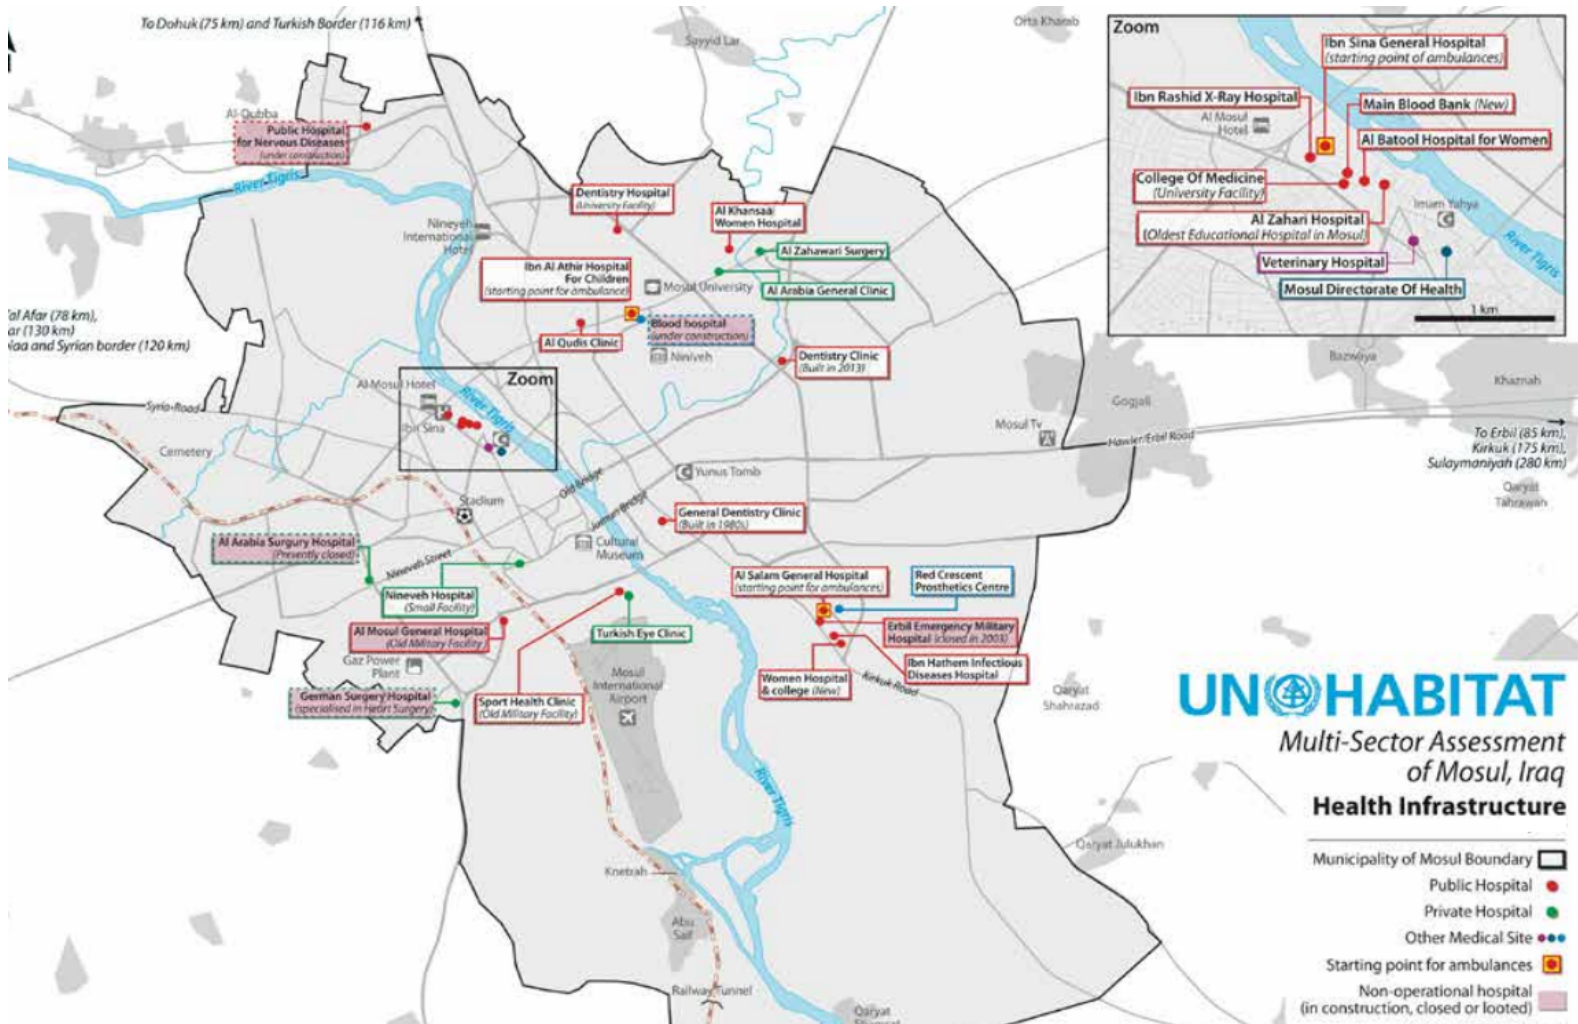 To Dohuk (75 km) and Turkish Border (116 km)
Sayyid Lar
Orta Kharab
Al-Qubba
Public Hospital
for Nervous Diseases
(under construction)
River Tigris
Nineveh
International
Hotel
Dentistry Hospital
(University Facility)
Al Khansaa
Women Hospital
Al Zahawari Surgery
Al Arabia General Clinic
Ibn Al Athir Hospital
For Children
(starting point for ambulance)
Mosul University
Al Qudis Clinic
Blood hospital
(under construction)
Niniveh
Dentistry Clinic
(Built in 2013)
(78 km),
(130 km)
and Syrian border (120 km)
Zoom
Al-Mosul Hotel
River Tigris
Ibn Sina
Syria Road
Cemetery
Stadium
Old Bridge
Yunus Tomb
Mosul Tv
Gogjali
Bazwaya
Khaznah
Hawler/Erbil Road
To Erbil (85 km),
Kirkuk (175 km),
Sulaymaniyah (280 km)
Qaryat
Tahrawah
General Dentistry Clinic
(Built in 1980s)
Cultural
Museum
Al Arabia Surgury Hospital
(Presently closed)
Nineveh Street
Nineveh Hospital
(Small Facility)
Al Mosul General Hospital
(Old Military Facility)
Gaz Power
Plant
German Surgery Hospital
(specialised in Heart Surgery)
Sport Health Clinic
(Old Military Facility)
Turkish Eye Clinic
Mosul
International
Airport
Al Salam General Hospital
(starting point for ambulances)
Red Crescent
Prosthetics Centre
Erbil Emergency Military
Hospital (closed in 2003)
Ibn Hathem Infectious
Diseases Hospital
Women Hospital
& college (New)
Kirkuk Road
Qaryat
Shahrazad
River Tigris
Qaryat Julukhan
Knetrah
Abu
Saif
Railway Tunnel
Qaryat
Zoom
Ibn Sina General Hospital
(starting point of ambulances)
Ibn Rashid X-Ray Hospital
Main Blood Bank (New)
Al Mosul
Hotel
Al Batool Hospital for Women
College Of Medicine
(University Facility)
Imam Yahya
Al Zahari Hospital
(Oldest Educational Hospital in Mosul)
River Tigris
Veterinary Hospital
Mosul Directorate Of Health
1 km
UN HABITAT
Multi-Sector Assessment
of Mosul, Iraq
Health Infrastructure
Municipality of Mosul Boundary
Public Hospital
Private Hospital
Other Medical Site
Starting point for ambulances
Non-operational hospital
(in construction, closed or looted)